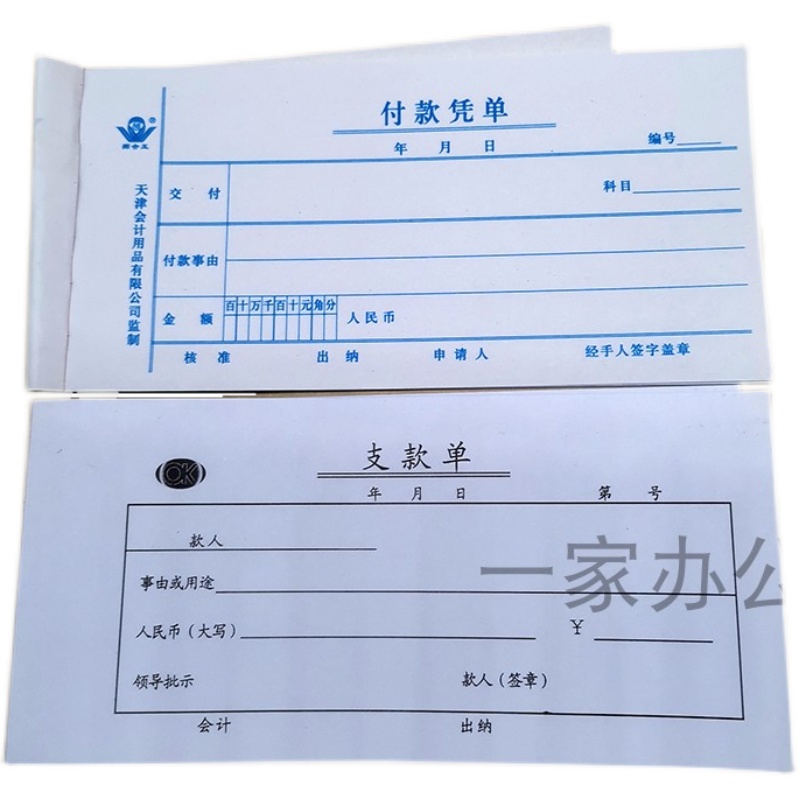 付款凭单
年 月 日
编号
交付
科目
付款事由
金额
百十万千百十元角分
人民币
核准 出纳 申请人 经手人签字盖章
天津会计用品有限公司监制
OK
支款单
年 月 日 第 号
款人
事由或用途
人民币(大写) ¥
领导批示 款人(签章)
会计 出纳
一家办公